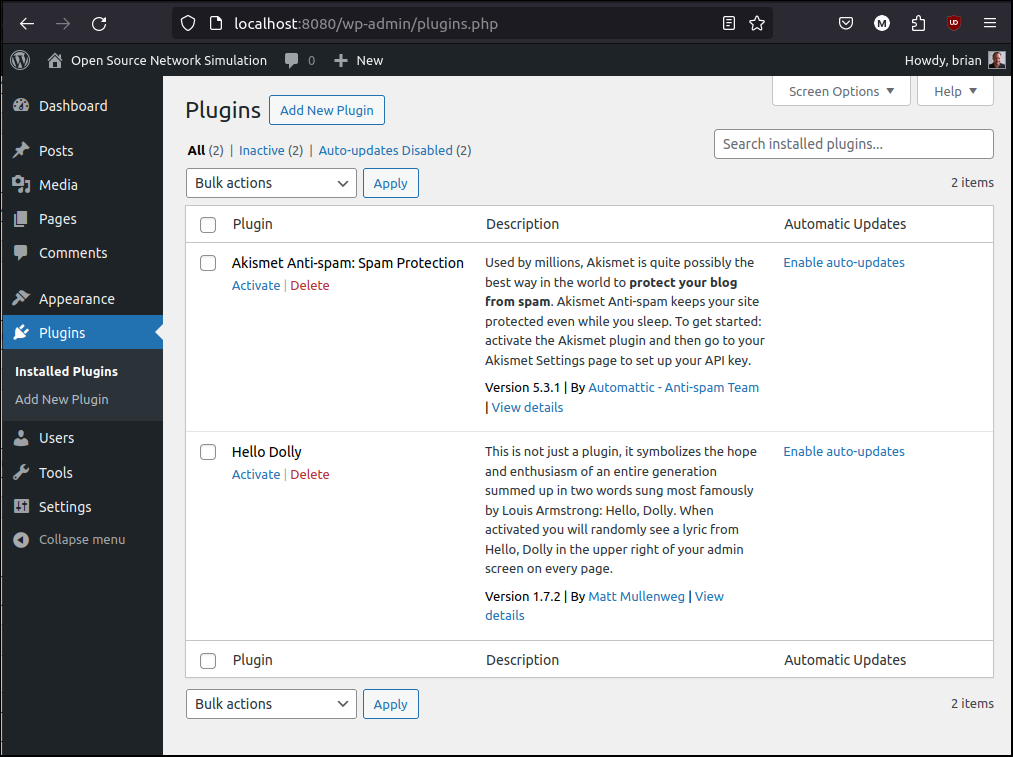 localhost:8080/wp-admin/plugins.php
M
UD
Open Source Network Simulation 0 New Howdy, brian
Screen Options Help
Dashboard
Posts
Media
Pages
Comments
Appearance
Plugins
Installed Plugins
Add New Plugin
Users
Tools
Settings
Collapse menu
Plugins Add New Plugin
All (2) | Inactive (2) | Auto-updates Disabled (2)
Search installed plugins...
Bulk actions Apply 2 items
Plugin Description Automatic Updates
Akismet Anti-spam: Spam Protection
Activate | Delete
Used by millions, Akismet is quite possibly the
best way in the world to protect your blog
from spam. Akismet Anti-spam keeps your site
protected even while you sleep. To get started:
activate the Akismet plugin and then go to your
Akismet Settings page to set up your API key.
Version 5.3.1 | By Automattic - Anti-spam Team
| View details
Enable auto-updates
Hello Dolly
Activate | Delete
This is not just a plugin, it symbolizes the hope
and enthusiasm of an entire generation
summed up in two words sung most famously
by Louis Armstrong: Hello, Dolly. When
activated you will randomly see a lyric from
Hello, Dolly in the upper right of your admin
screen on every page.
Version 1.7.2 | By Matt Mullenweg | View
details
Enable auto-updates
Plugin Description Automatic Updates
Bulk actions Apply 2 items